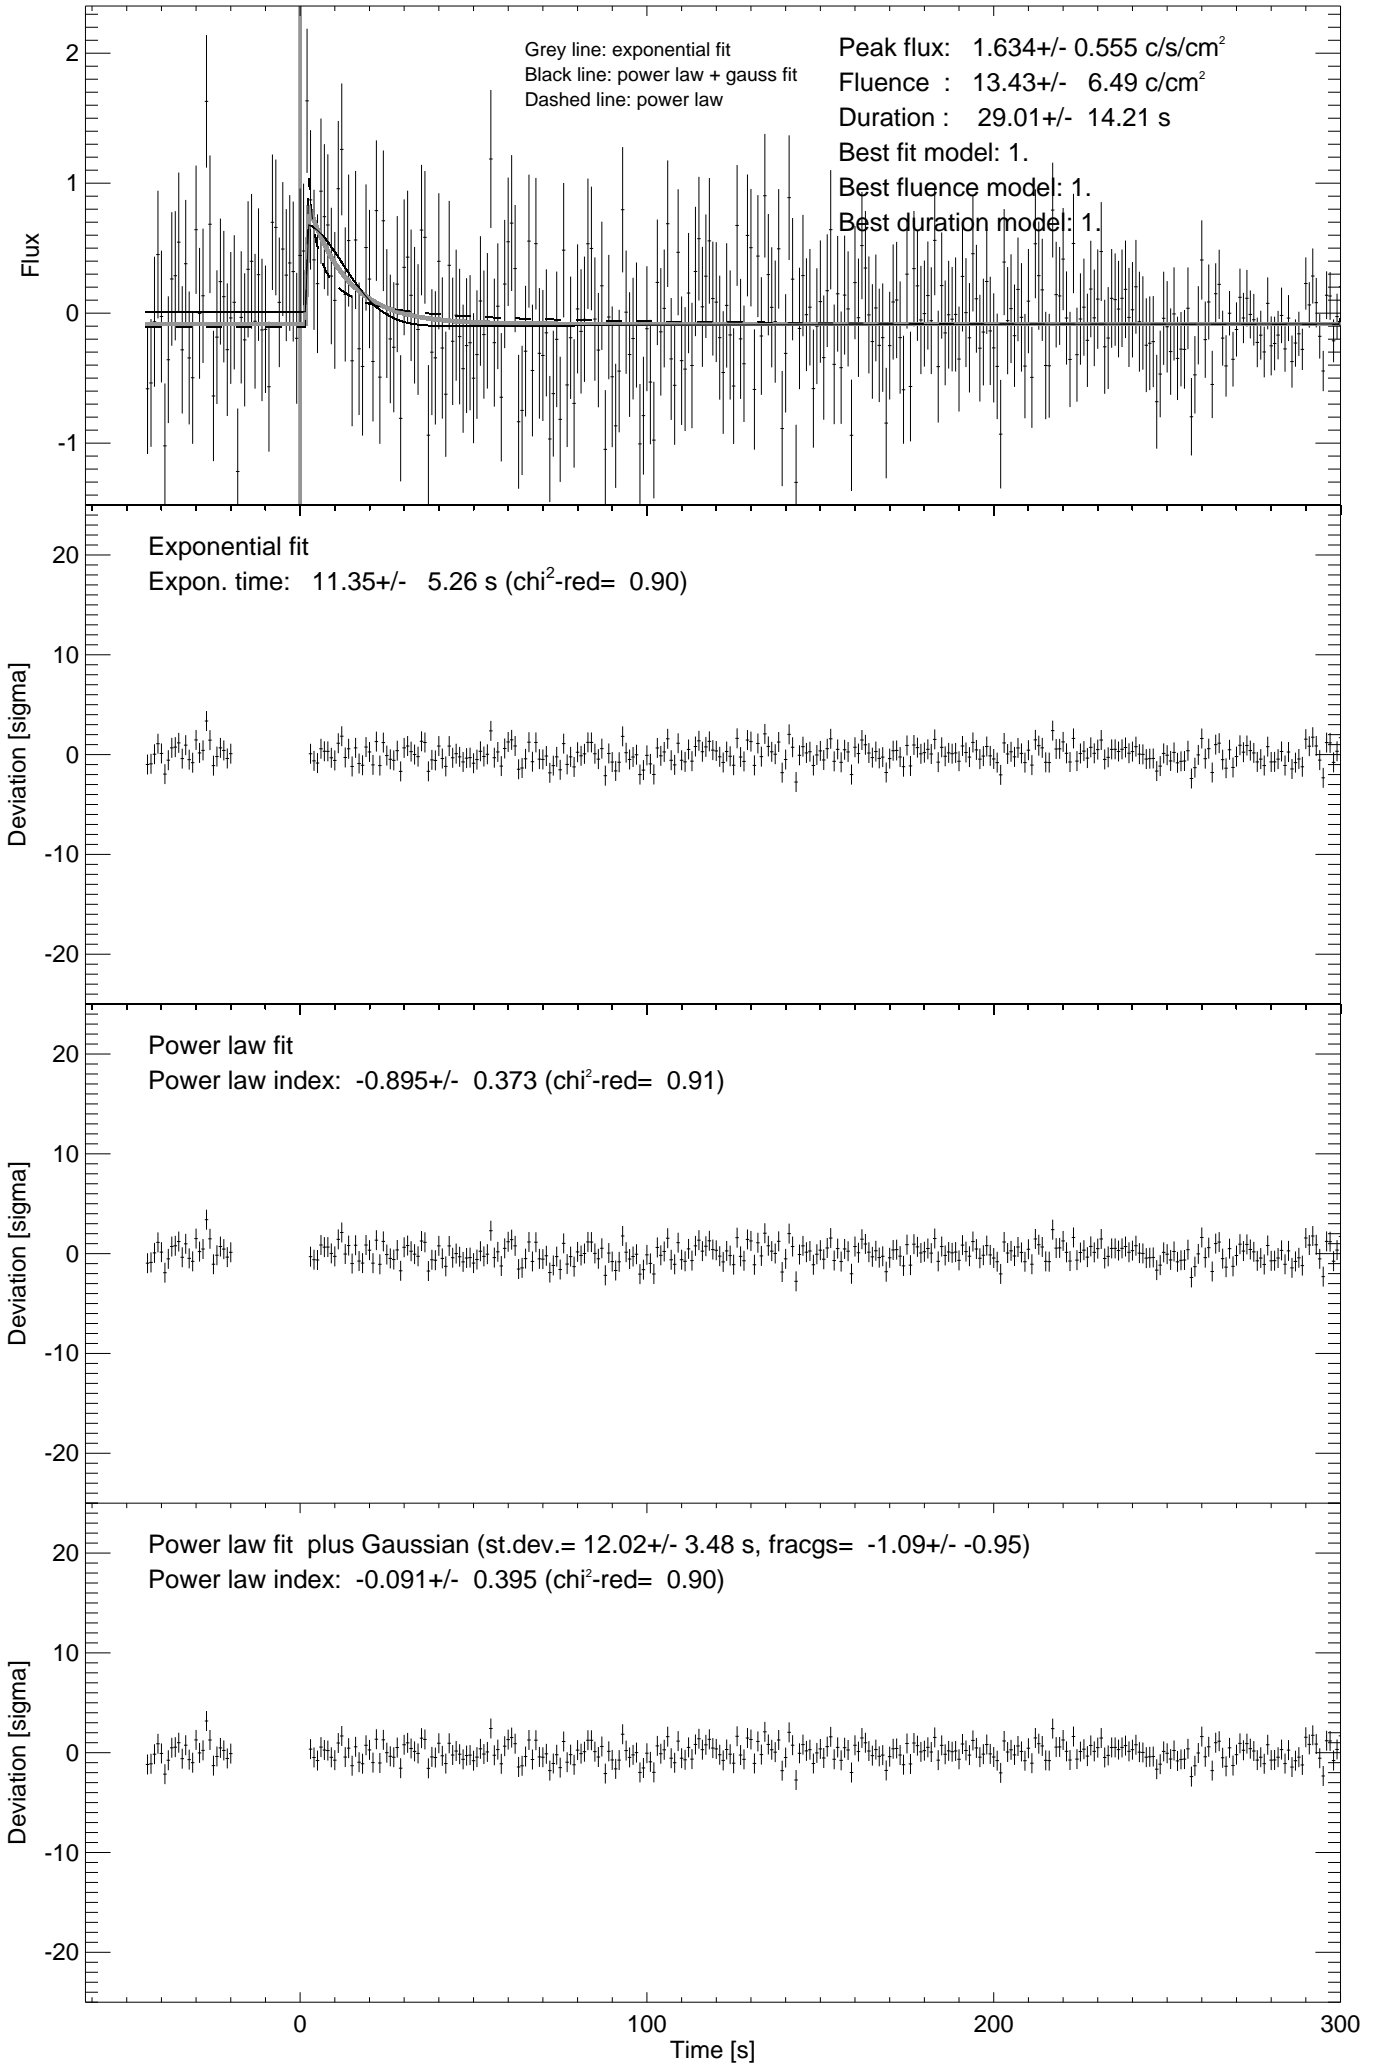 Grey line: exponential fit
Black line: power law + gauss fit
Dashed line: power law
Peak flux: 1.634+/- 0.555 c/s/cm²
Fluence : 13.43+/- 6.49 c/cm²
Duration : 29.01+/- 14.21 s
Best fit model: 1.
Best fluence model: 1.
Best duration model: 1.
2
1
0
-1
Flux
Exponential fit
Expon. time: 11.35+/- 5.26 s (chi²-red= 0.90)
20
10
0
-10
-20
Deviation [sigma]
Power law fit
Power law index: -0.895+/- 0.373 (chi²-red= 0.91)
20
10
0
-10
-20
Deviation [sigma]
Power law fit plus Gaussian (st.dev.= 12.02+/- 3.48 s, fracgs= -1.09+/- -0.95)
Power law index: -0.091+/- 0.395 (chi²-red= 0.90)
20
10
0
-10
-20
Deviation [sigma]
0 100 200 300
Time [s]